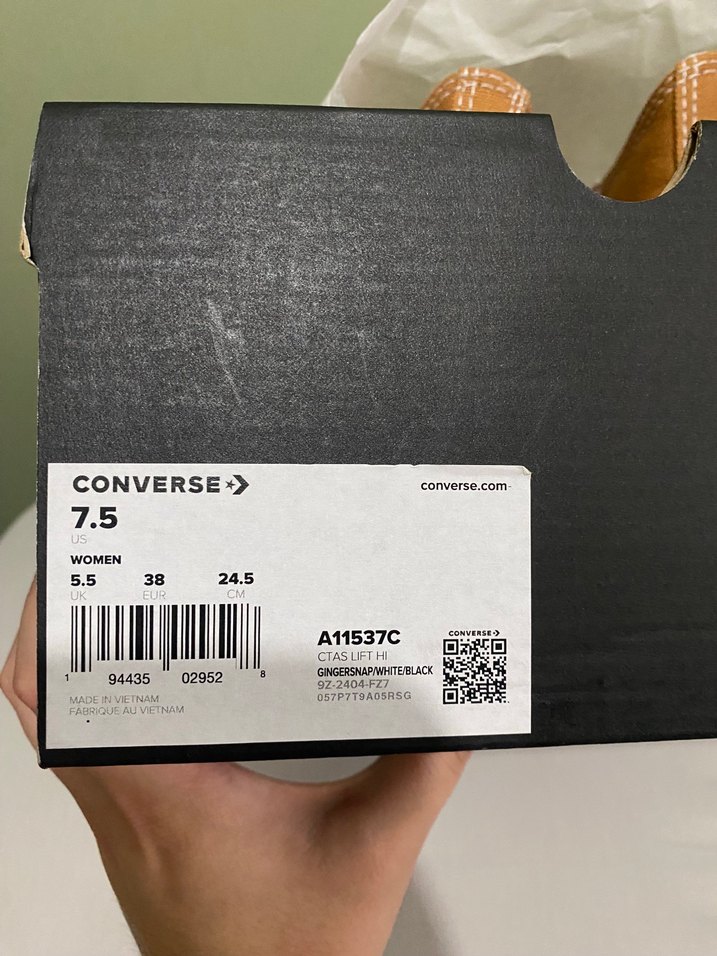 CONVERSE
converse.com
7.5
US
WOMEN
5.5 38 24.5
UK EUR CM
1 94435 02952 8
MADE IN VIETNAM
FABRIQUÉ AU VIETNAM
A11537C
CTAS LIFT HI
GINGERSNAP/WHITE/BLACK
9Z-2404-FZ7
057P7T9A05RSG
CONVERSE